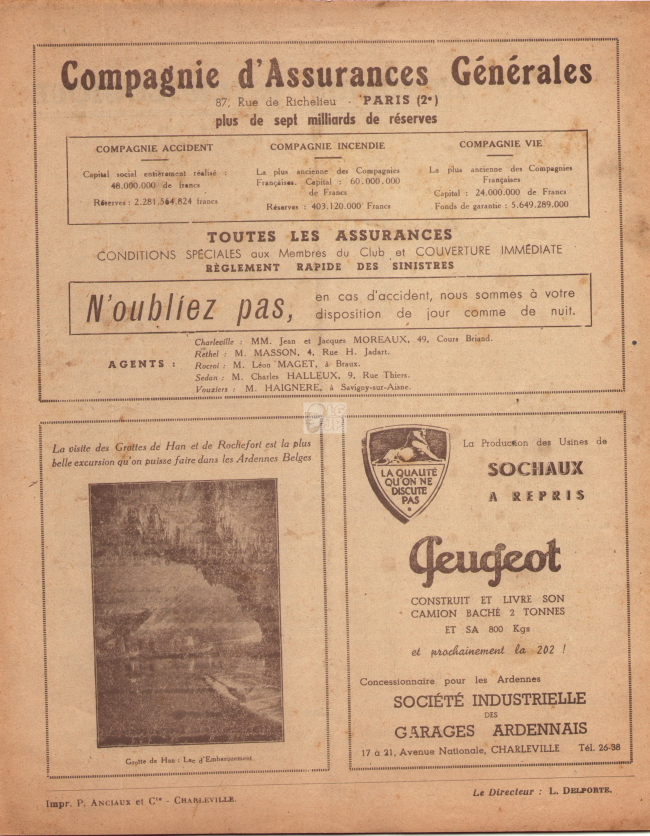 Compagnie d'Assurances Générales
87, Rue de Richelieu - PARIS (2e)
plus de sept milliards de réserves
COMPAGNIE ACCIDENT
Capital social entièrement réalisé :
48.000.000 de francs
Réserves : 2.281.564.824 francs
COMPAGNIE INCENDIE
La plus ancienne des Compagnies
Françaises. Capital : 60.000.000
de Francs
Réserves : 403.120.000 Francs
COMPAGNIE VIE
La plus ancienne des Compagnies
Françaises
Capital : 24.000.000 de Francs
Fonds de garantie : 5.649.289.000
TOUTES LES ASSURANCES
CONDITIONS SPÉCIALES aux Membres du Club et COUVERTURE IMMÉDIATE
RÈGLEMENT RAPIDE DES SINISTRES
N'oubliez pas,
en cas d'accident, nous sommes à votre
disposition de jour comme de nuit.
AGENTS :
Charleville : MM. Jean et Jacques MOREAUX, 49, Cours Briand.
Rethel : M. MASSON, 4, Rue H. Jadart.
Rocroi : M. Léon MAGET, à Braux.
Sedan : M. Charles HALLEUX, 9, Rue Thiers.
Vouziers : M. HAIGNERE, à Savigny-sur-Aisne.
La visite des Grottes de Han et de Rochefort est la plus
belle excursion qu'on puisse faire dans les Ardennes Belges
Grotte de Han : Lac d'Embarquement.
LA QUALITÉ
QU'ON NE
DISCUTE
PAS
La Production des Usines de
SOCHAUX
A REPRIS
Peugeot
CONSTRUIT ET LIVRE SON
CAMION BACHÉ 2 TONNES
ET SA 800 Kgs
et prochainement la 202 !
Concessionnaire pour les Ardennes
SOCIÉTÉ INDUSTRIELLE
DES
GARAGES ARDENNAIS
17 à 21, Avenue Nationale, CHARLEVILLE Tél. 26-38
Impr. P. ANCIAUX et Cie - CHARLEVILLE.
Le Directeur : L. DELPORTE.